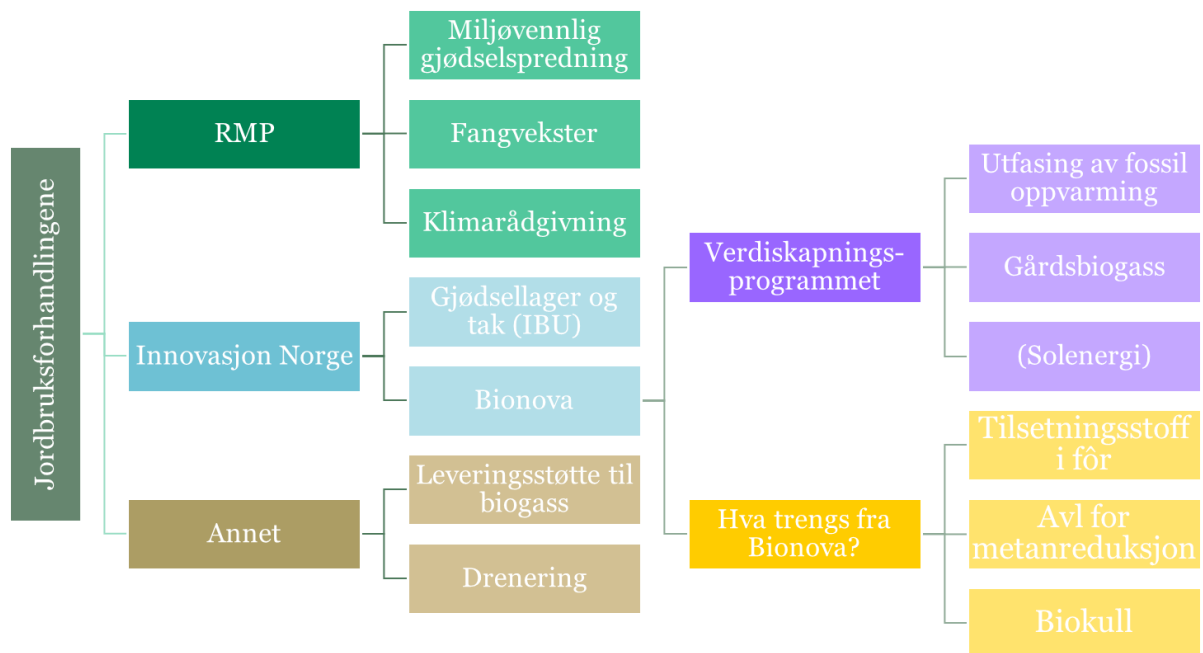 Jordbruksforhandlingene
RMP
Miljøvennlig
gjødselspredning
Fangvekster
Klimarådgivning
Innovasjon Norge
Gjødsellager og
tak (IBU)
Bionova
Verdiskapnings-
programmet
Utfasing av fossil
oppvarming
Gårdsbiogass
(Solenergi)
Hva trengs fra
Bionova?
Tilsetningsstoff
i fôr
Avl for
metanreduksjon
Biokull
Annet
Leveringsstøtte til
biogass
Drenering